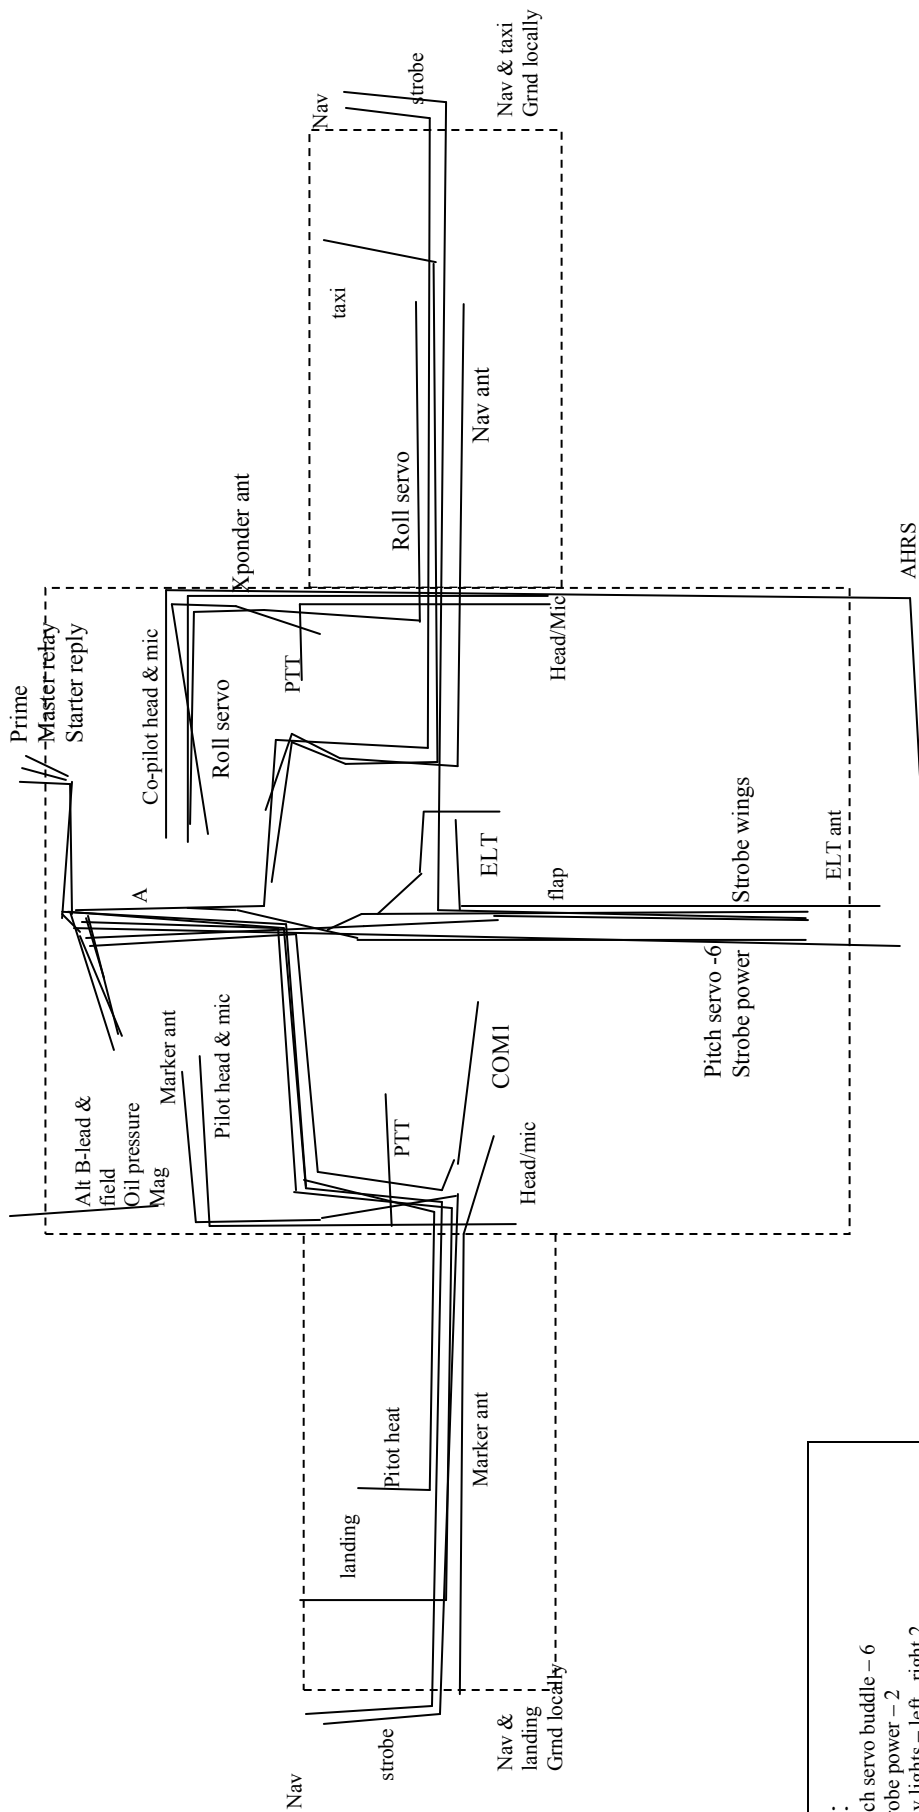 Nav
strobe
Nav & taxi
Grnd locally
taxi
Nav ant
Roll servo
Xponder ant
AHRS
Prime
Master relay
Starter reply
Co-pilot head & mic
Roll servo
PTT
Head/Mic
A
ELT
flap
Strobe wings
ELT ant
Pitch servo -6
Strobe power
Alt B-lead &
field
Oil pressure
Mag
Marker ant
Pilot head & mic
PTT
COM1
Head/mic
Pitot heat
Marker ant
landing
Nav
strobe
Nav &
landing
Grnd locally
:
ch servo buddle – 6
obe power – 2